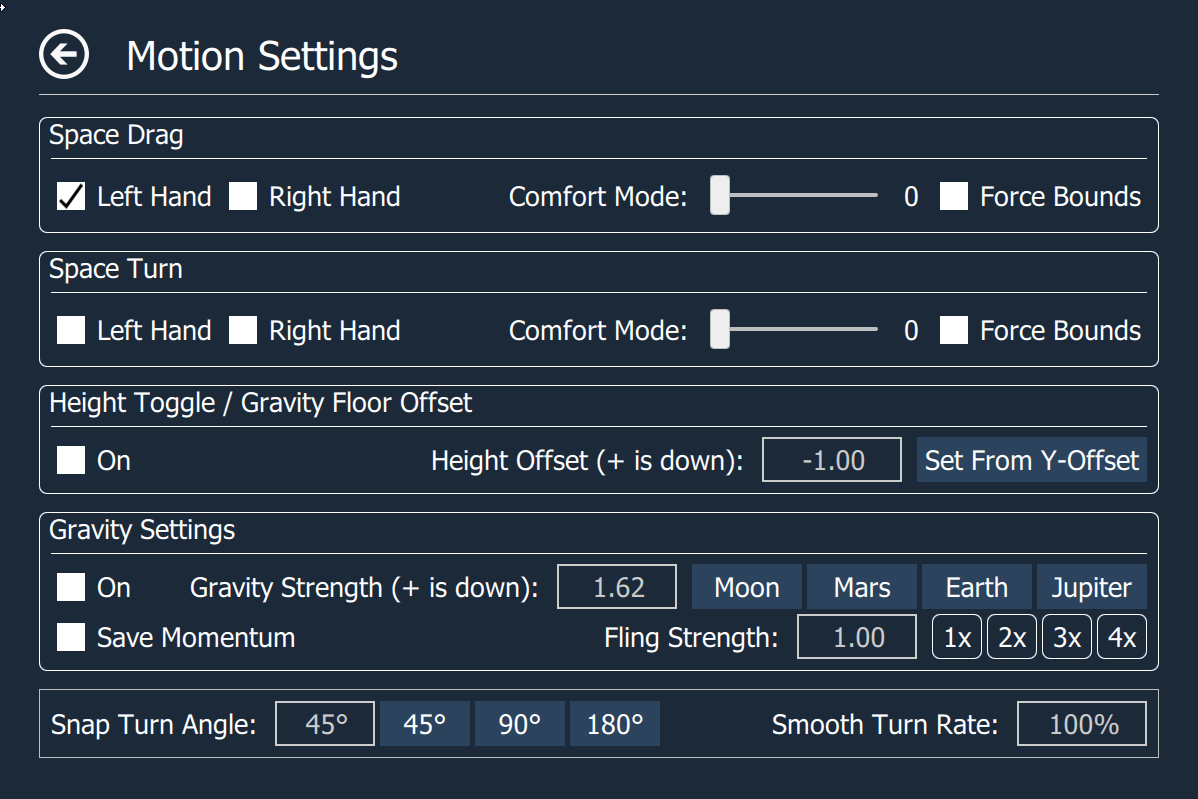 Motion Settings
Space Drag
Left Hand Right Hand Comfort Mode: 0 Force Bounds
Space Turn
Left Hand Right Hand Comfort Mode: 0 Force Bounds
Height Toggle / Gravity Floor Offset
On Height Offset (+ is down): -1.00 Set From Y-Offset
Gravity Settings
On Gravity Strength (+ is down): 1.62 Moon Mars Earth Jupiter
Save Momentum Fling Strength: 1.00 1x 2x 3x 4x
Snap Turn Angle: 45° 45° 90° 180° Smooth Turn Rate: 100%